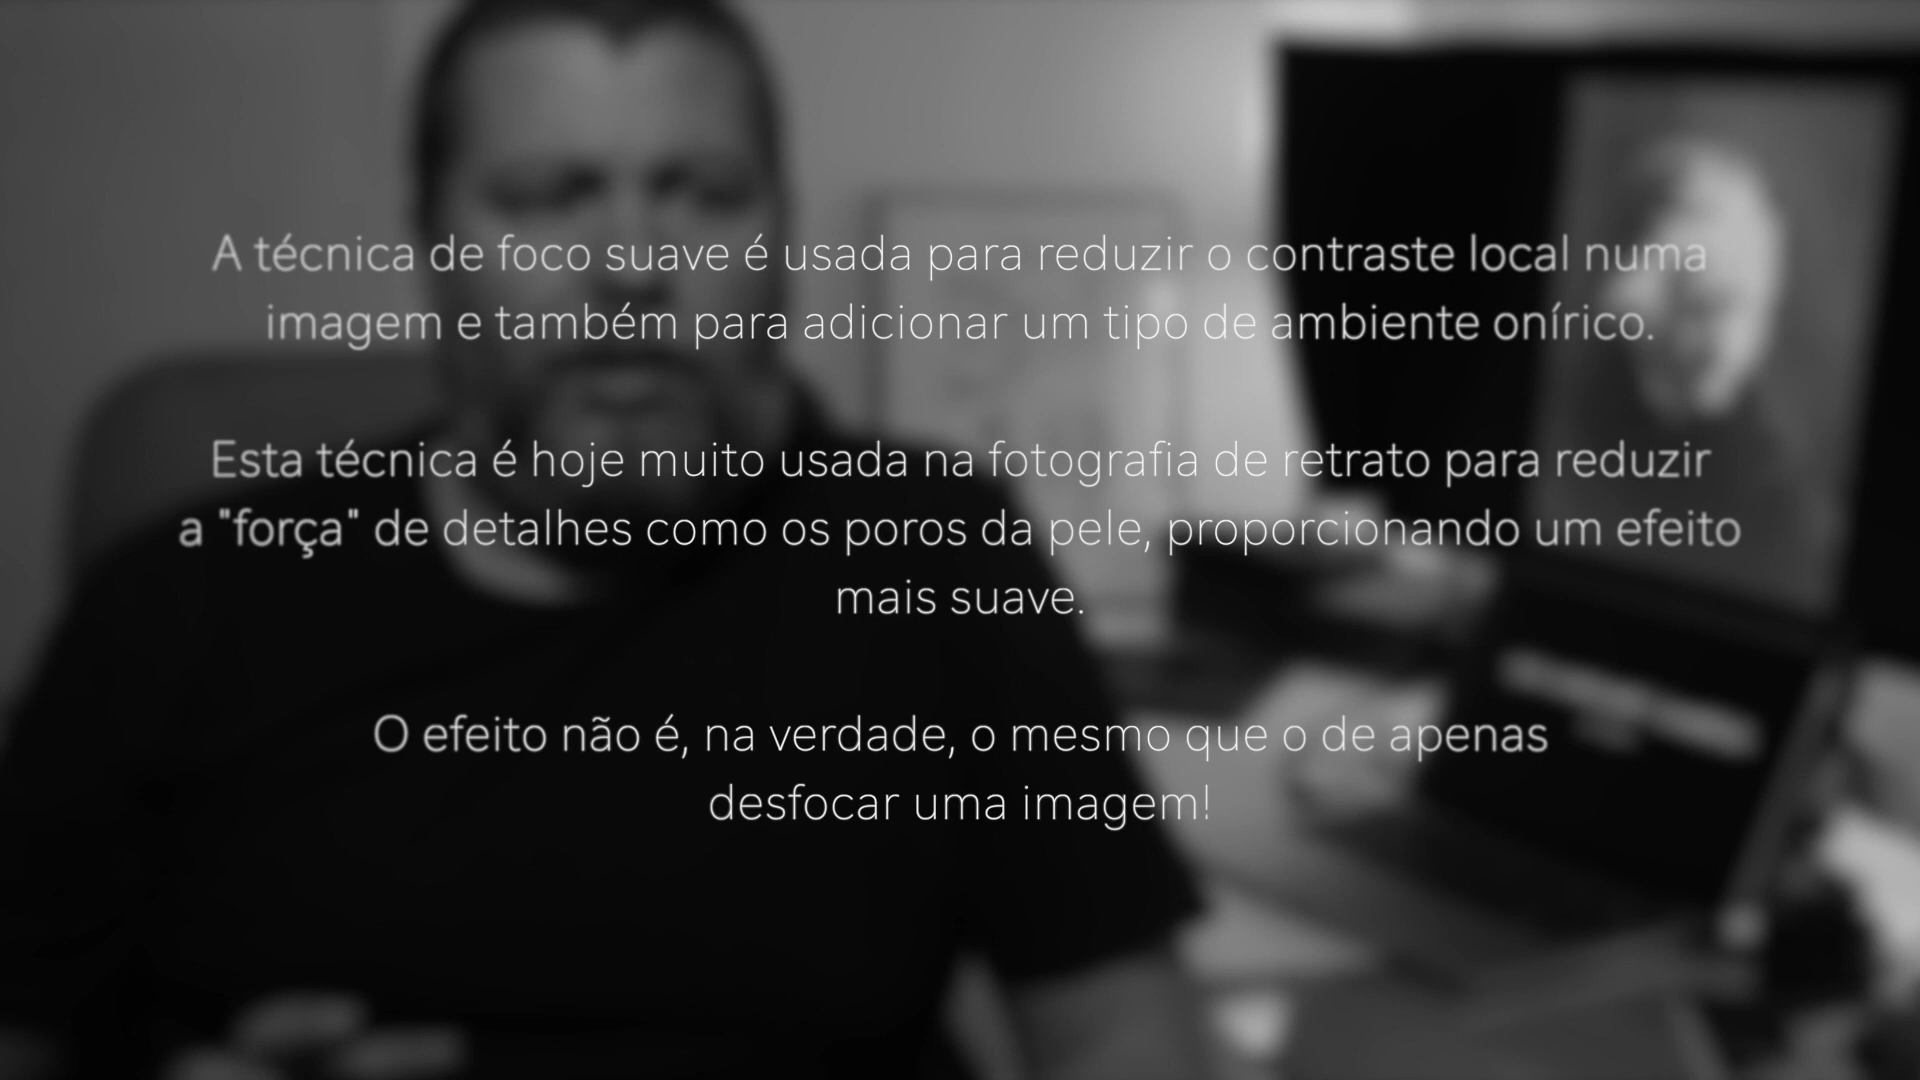 A técnica de foco suave é usada para reduzir o contraste local numa
imagem e também para adicionar um tipo de ambiente onírico.
Esta técnica é hoje muito usada na fotografia de retrato para reduzir
a "força" de detalhes como os poros da pele, proporcionando um efeito
mais suave.
O efeito não é, na verdade, o mesmo que o de apenas
desfocar uma imagem!